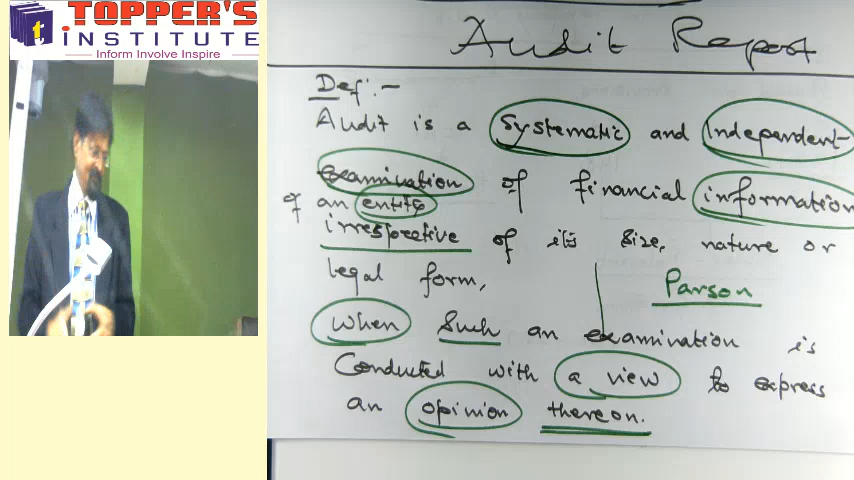 TOPPER'S
iNSTITUTE
Inform Involve Inspire
Audit Report
Def:-
Audit is a systematic and Independent
examination of financial information
of an entity
irrespective of its size, nature or
legal form,
Parson
When such an examination is
Conducted with a view to express
an opinion thereon.